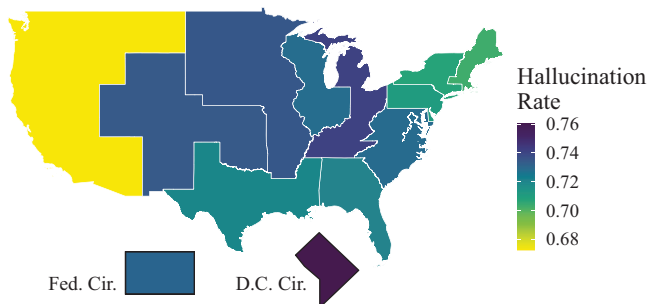 Hallucination
Rate
0.76
0.74
0.72
0.70
0.68
Fed. Cir.
D.C. Cir.